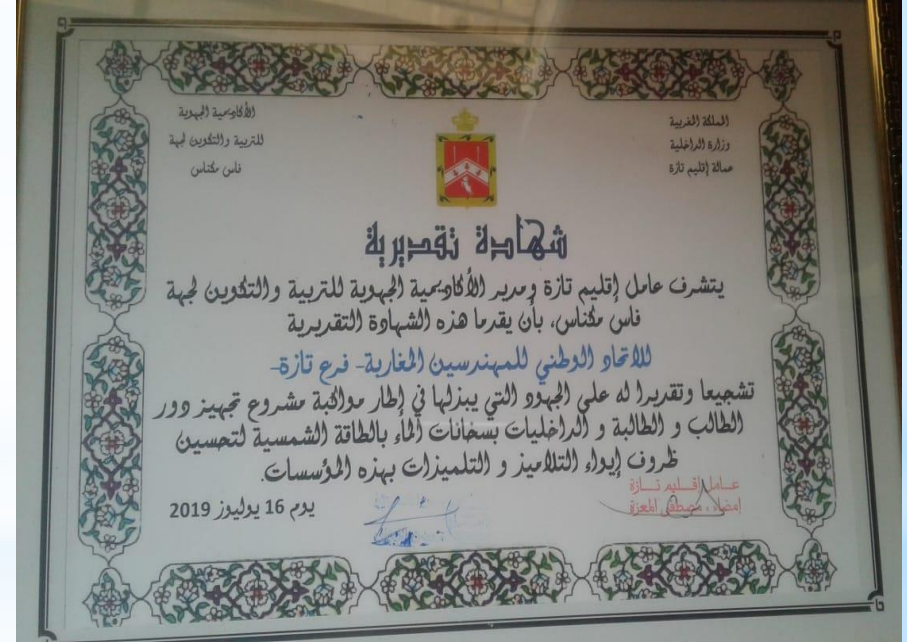 المملكة المغربية
وزارة الداخلية
عمالة إقليم تازة
الأكاديمية الجهوية
للتربية والتكوين لجهة
فاس مكناس
شهادة تقديرية
يتشرف عامل إقليم تازة ومدير الأكاديمية الجهوية للتربية والتكوين لجهة
فاس مكناس، بأن يقدما هذه الشهادة التقديرية
للاتحاد الوطني للمهندسين المغاربة- فرع تازة-
تشجيعا وتقديرا له على الجهود التي يبذلها في إطار مواكبة مشروع تجهيز دور
الطالب و الطالبة و الداخليات بسخانات الماء بالطاقة الشمسية لتحسين
ظروف إيواء التلاميذ و التلميذات بهذه المؤسسات.
يوم 16 يوليوز 2019
عامل إقليم تازة
إمضاء، مصطفى المعزة